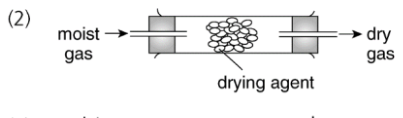 (2)
moist gas
dry gas
drying agent